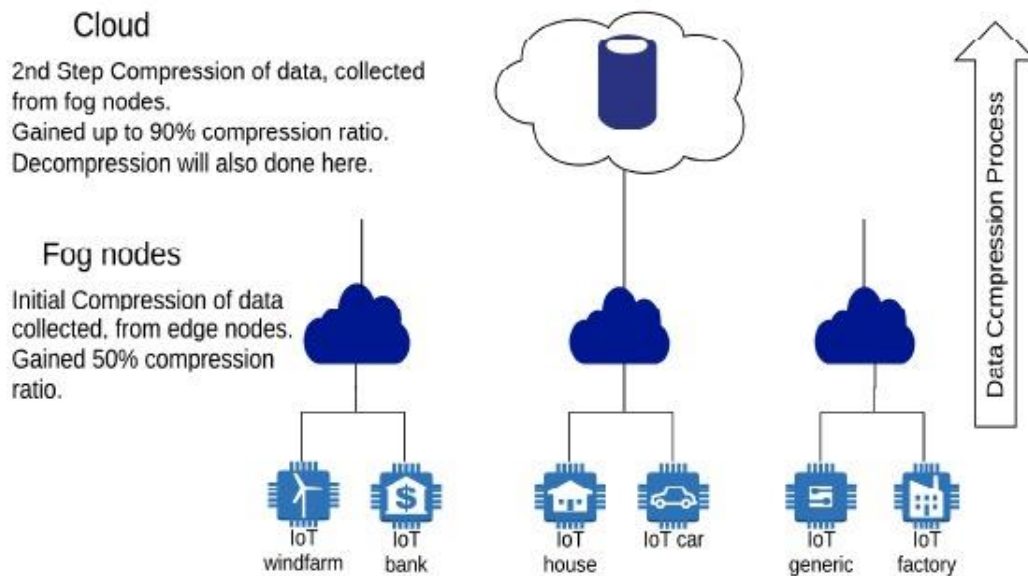 Cloud
2nd Step Compression of data, collected
from fog nodes.
Gained up to 90% compression ratio.
Decompression will also done here.
Fog nodes
Initial Compression of data
collected, from edge nodes.
Gained 50% compression
ratio.
Data Compression Process
IoT
windfarm
IoT
bank
IoT
house
IoT car
IoT
generic
IoT
factory